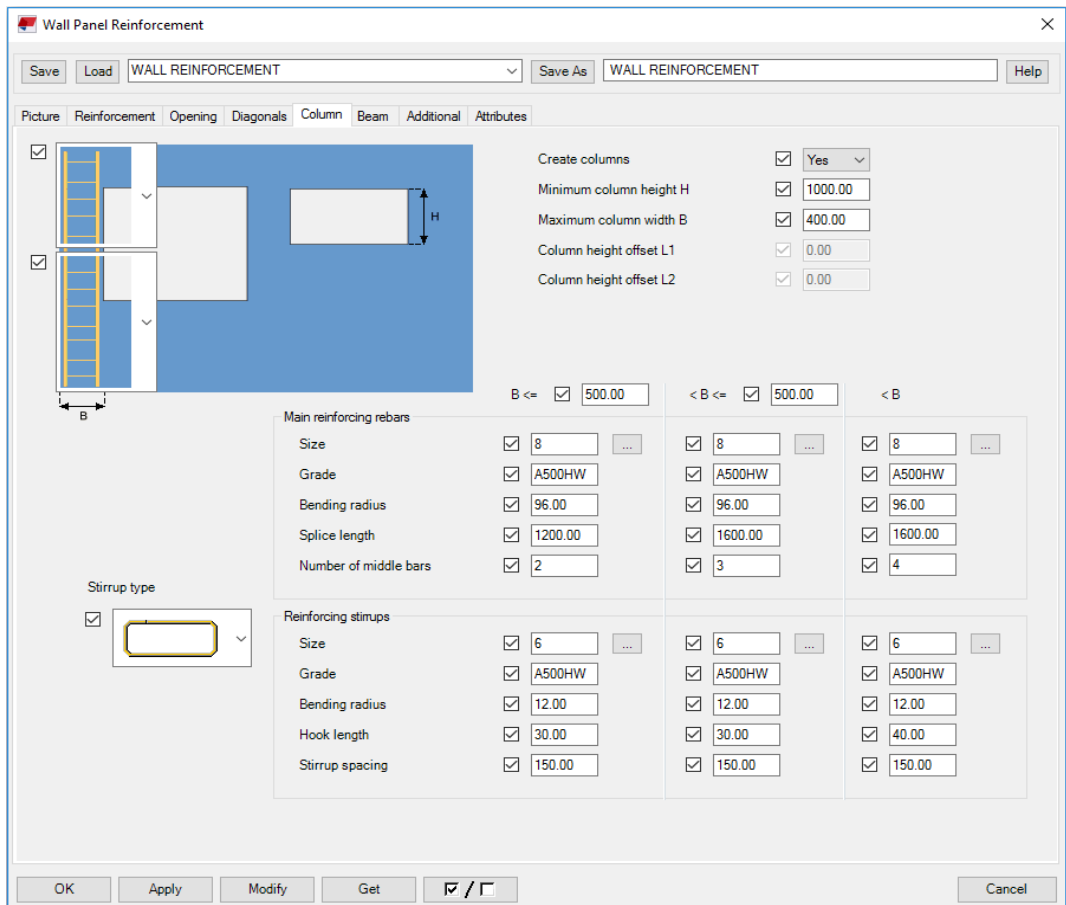 Wall Panel Reinforcement
Save Load WALL REINFORCEMENT Save As WALL REINFORCEMENT Help
Picture Reinforcement Opening Diagonals Column Beam Additional Attributes
Create columns Yes
Minimum column height H 1000.00
Maximum column width B 400.00
Column height offset L1 0.00
Column height offset L2 0.00
H
B
B <= 500.00 < B <= 500.00 < B
Main reinforcing rebars
Size 8 ... 8 ... 8 ...
Grade A500HW A500HW A500HW
Bending radius 96.00 96.00 96.00
Splice length 1200.00 1600.00 1600.00
Number of middle bars 2 3 4
Stirrup type
Reinforcing stirrups
Size 6 ... 6 ... 6 ...
Grade A500HW A500HW A500HW
Bending radius 12.00 12.00 12.00
Hook length 30.00 30.00 40.00
Stirrup spacing 150.00 150.00 150.00
OK Apply Modify Get / Cancel